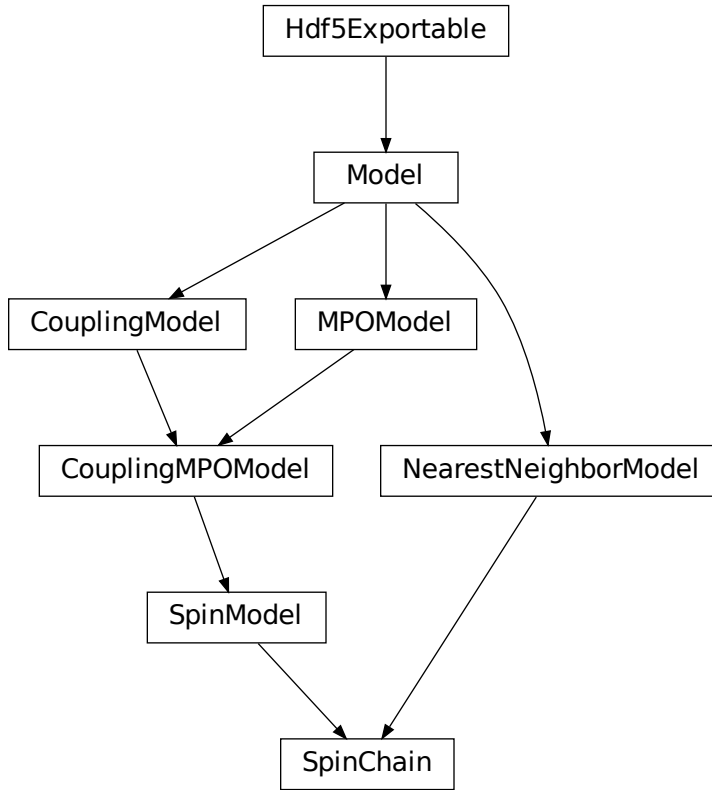 Hdf5Exportable
Model
CouplingModel
MPOModel
CouplingMPOModel
NearestNeighborModel
SpinModel
SpinChain